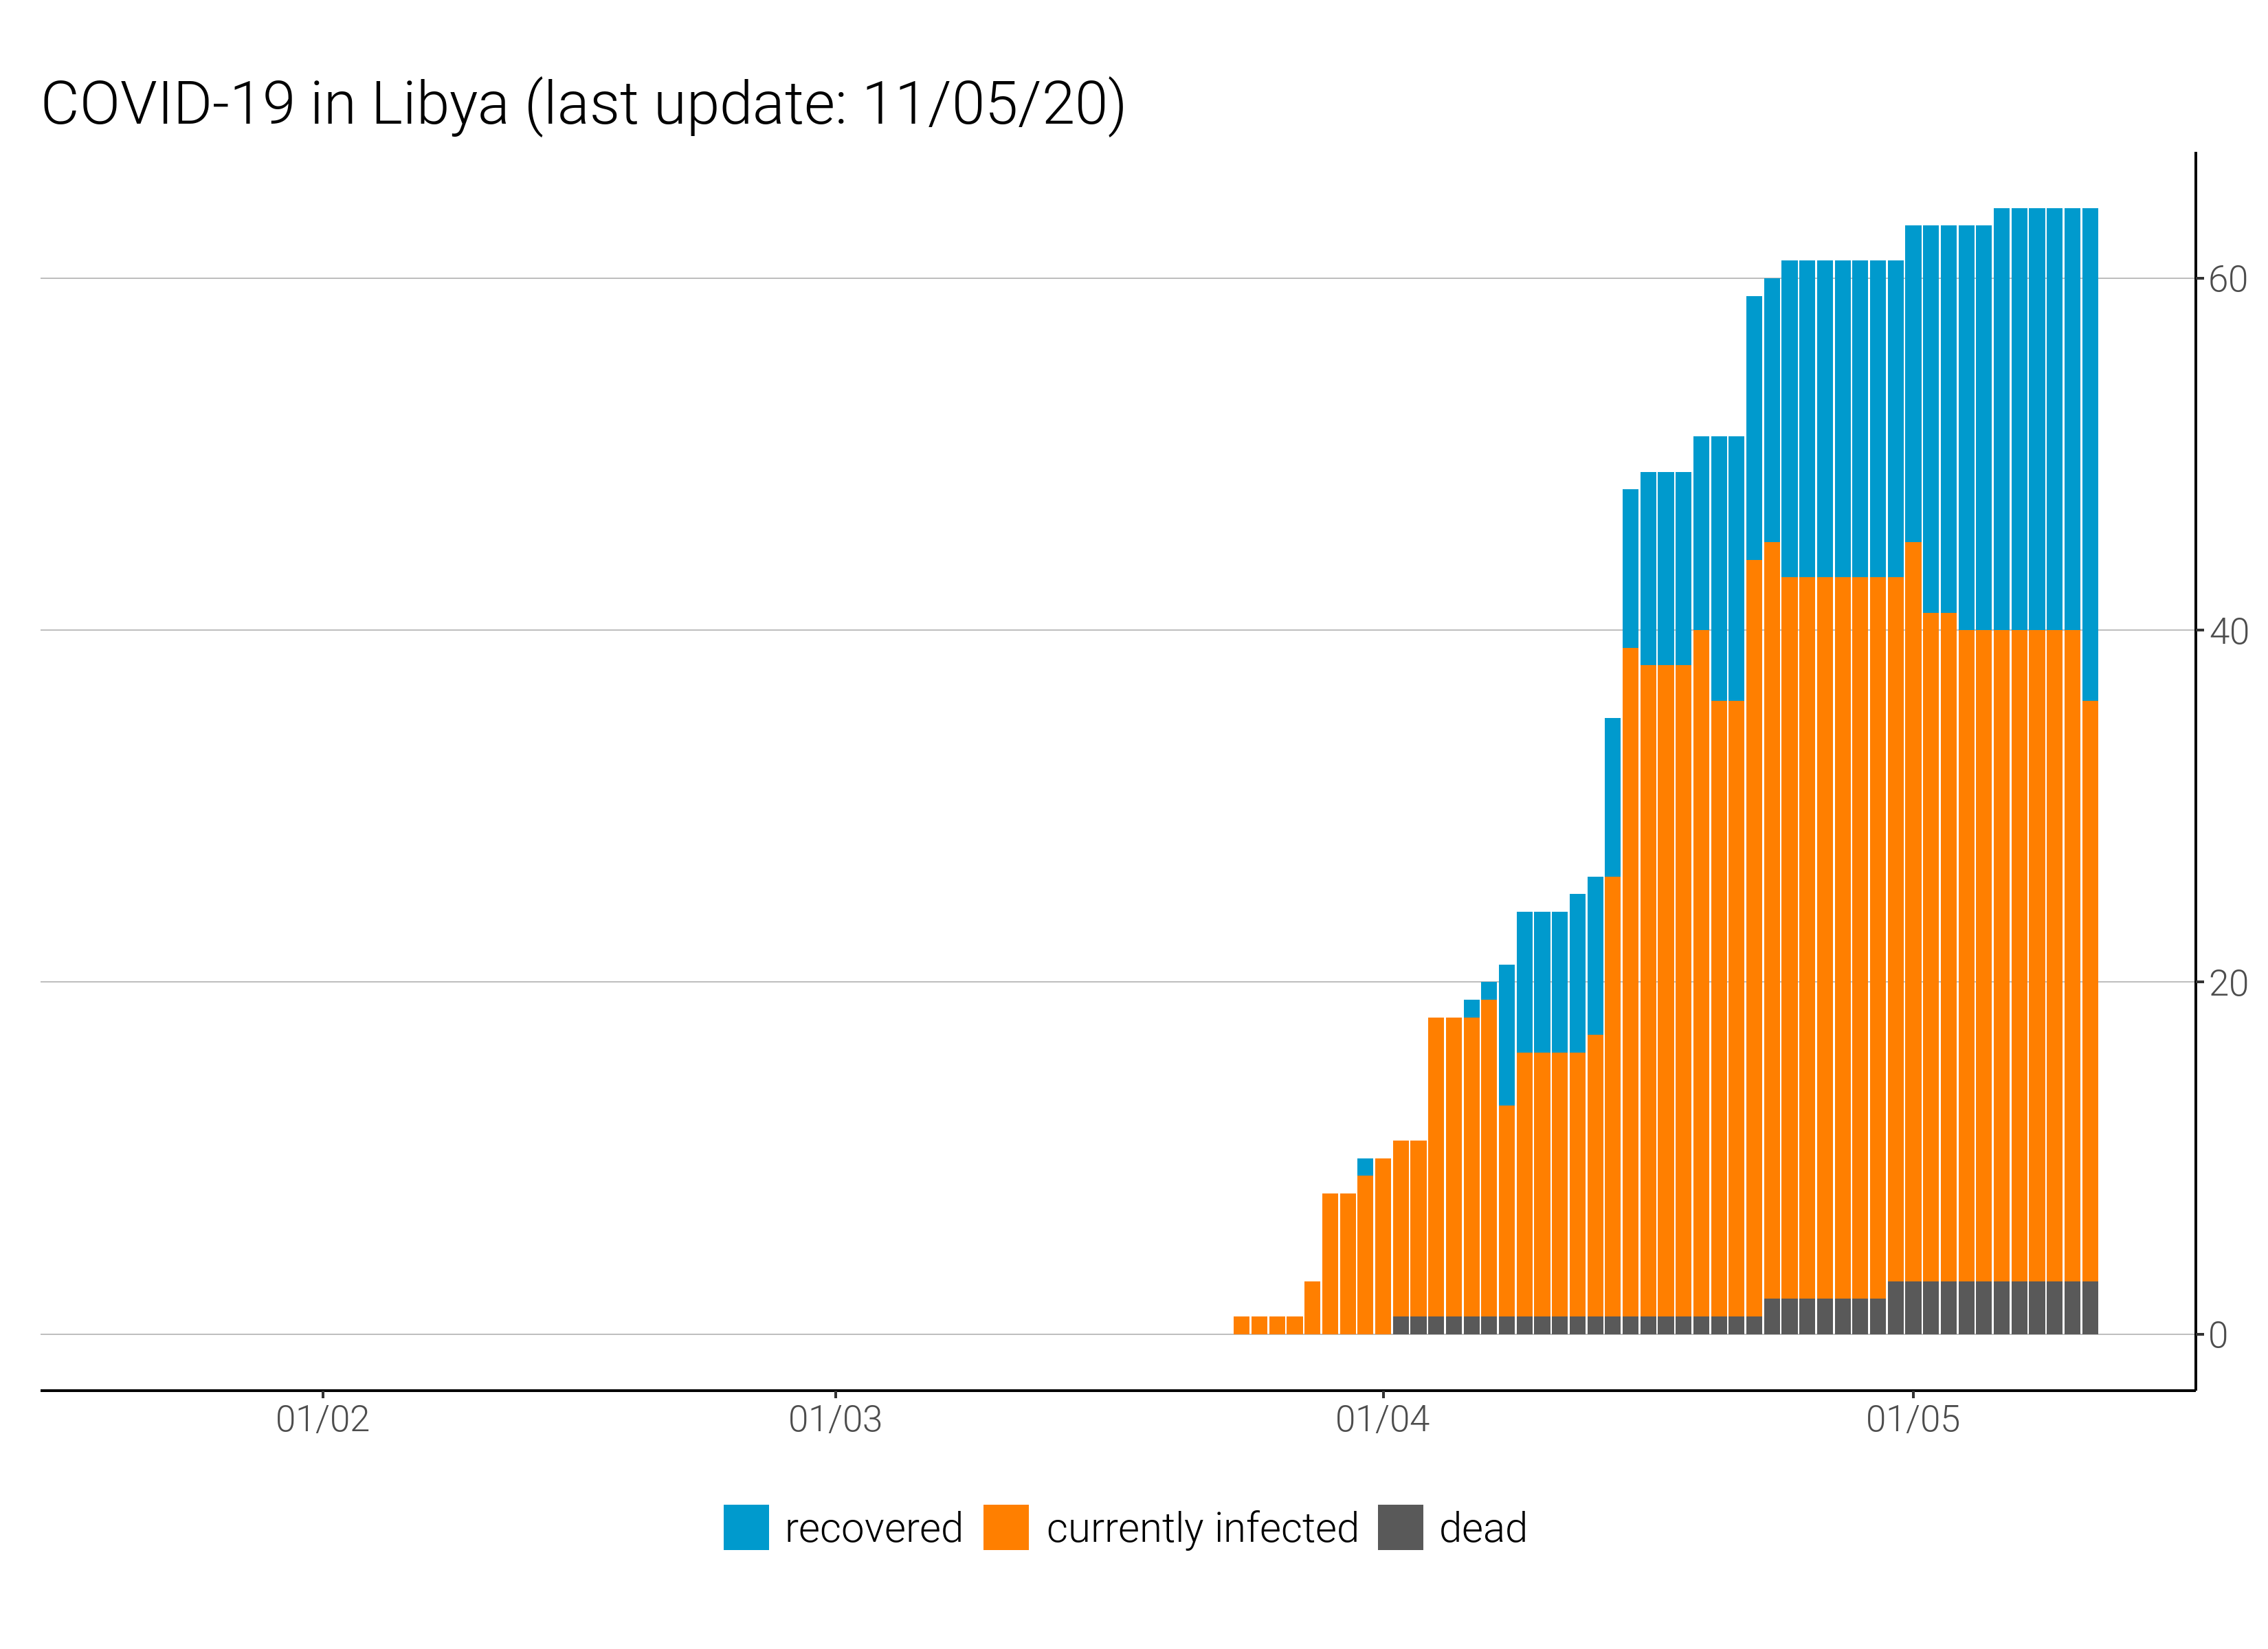 COVID-19 in Libya (last update: 11/05/20)
60
40
20
0
01/02 01/03 01/04 01/05
recovered currently infected dead